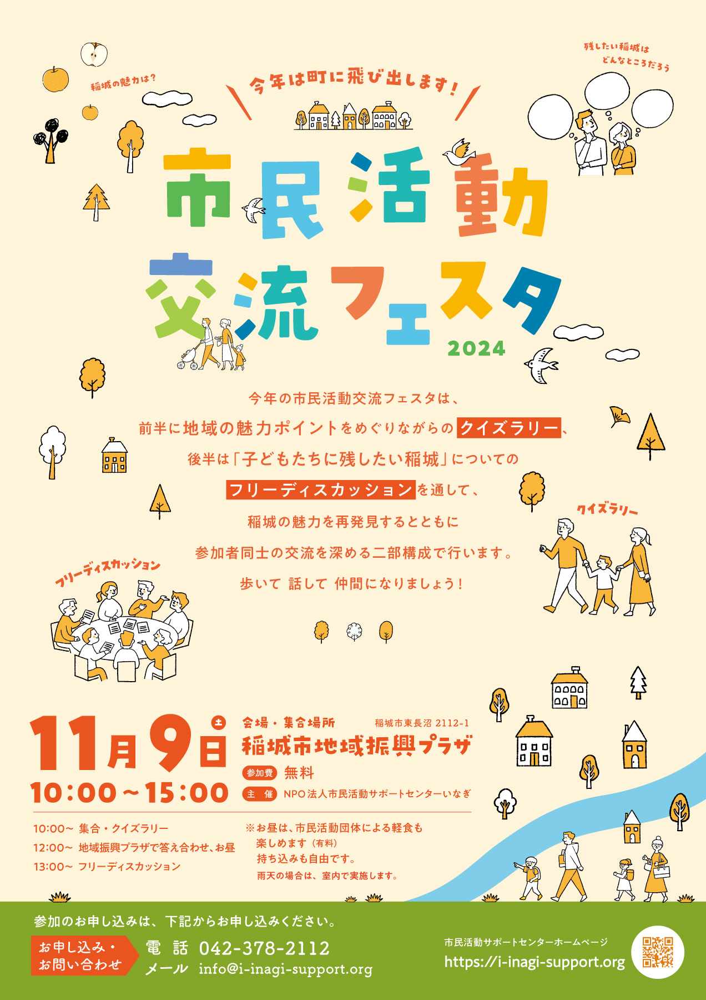 稲城の魅力は？
残したい稲城は
どんなところだろう
今年は町に飛び出します！
市民活動
交流フェスタ
2024
今年の市民活動交流フェスタは、
前半に地域の魅力ポイントをめぐりながらのクイズラリー、
後半は「子どもたちに残したい稲城」についての
フリーディスカッションを通して、
稲城の魅力を再発見するとともに
参加者同士の交流を深める二部構成で行います。
歩いて 話して 仲間になりましょう！
クイズラリー
フリーディスカッション
11月9日土
10:00～15:00
会場・集合場所 稲城市東長沼 2112-1
稲城市地域振興プラザ
参加費 無料
主 催 NPO法人市民活動サポートセンターいなぎ
10:00～ 集合・クイズラリー
12:00～ 地域振興プラザで答え合わせ、お昼
13:00～ フリーディスカッション
※お昼は、市民活動団体による軽食も
楽しめます（有料）
持ち込みも自由です。
雨天の場合は、室内で実施します。
参加のお申し込みは、下記からお申し込みください。
お申し込み・
お問い合わせ
電 話 042-378-2112
メール info@i-inagi-support.org
市民活動サポートセンターホームページ
https://i-inagi-support.org